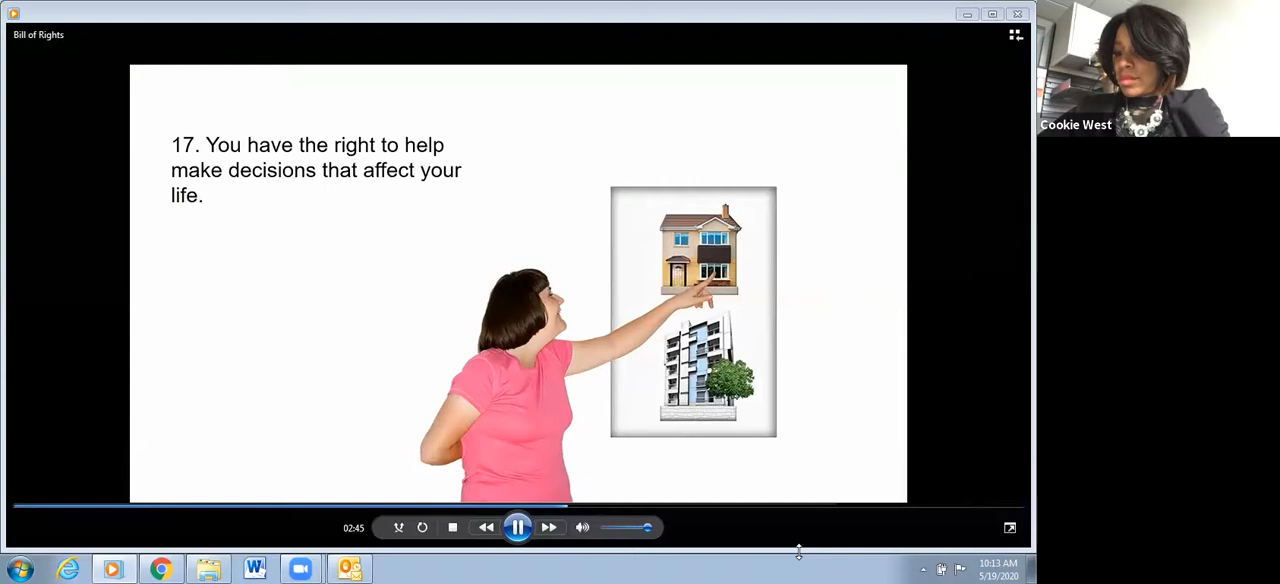 Bill of Rights
Cookie West
17. You have the right to help
make decisions that affect your
life.
02:45
10:13 AM
5/19/2020